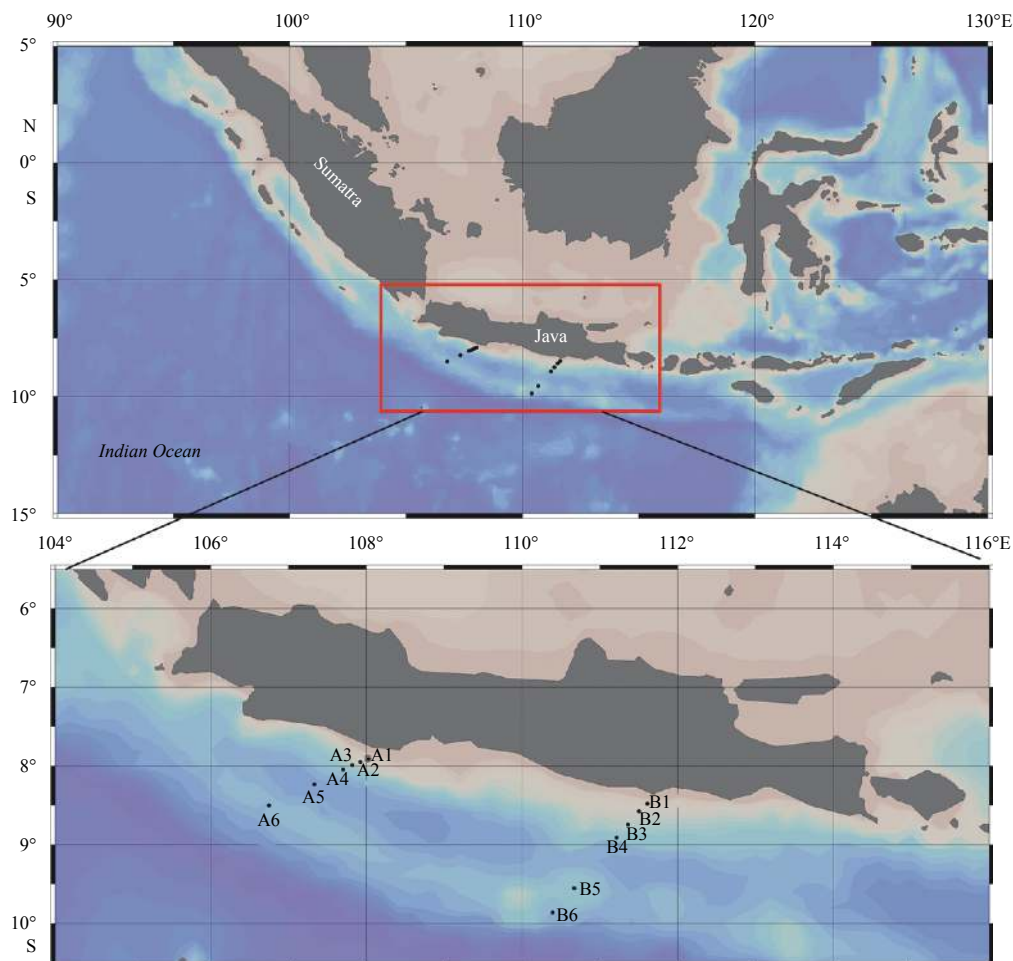 90° 100° 110° 120° 130°E
5°
N
0°
S
5°
10°
15°
Sumatra
Java
Indian Ocean
104° 106° 108° 110° 112° 114° 116°E
6°
7°
8°
9°
10°
S
A3 A1
A4 A2
A5
A6
B1
B2
B3
B4
B5
B6